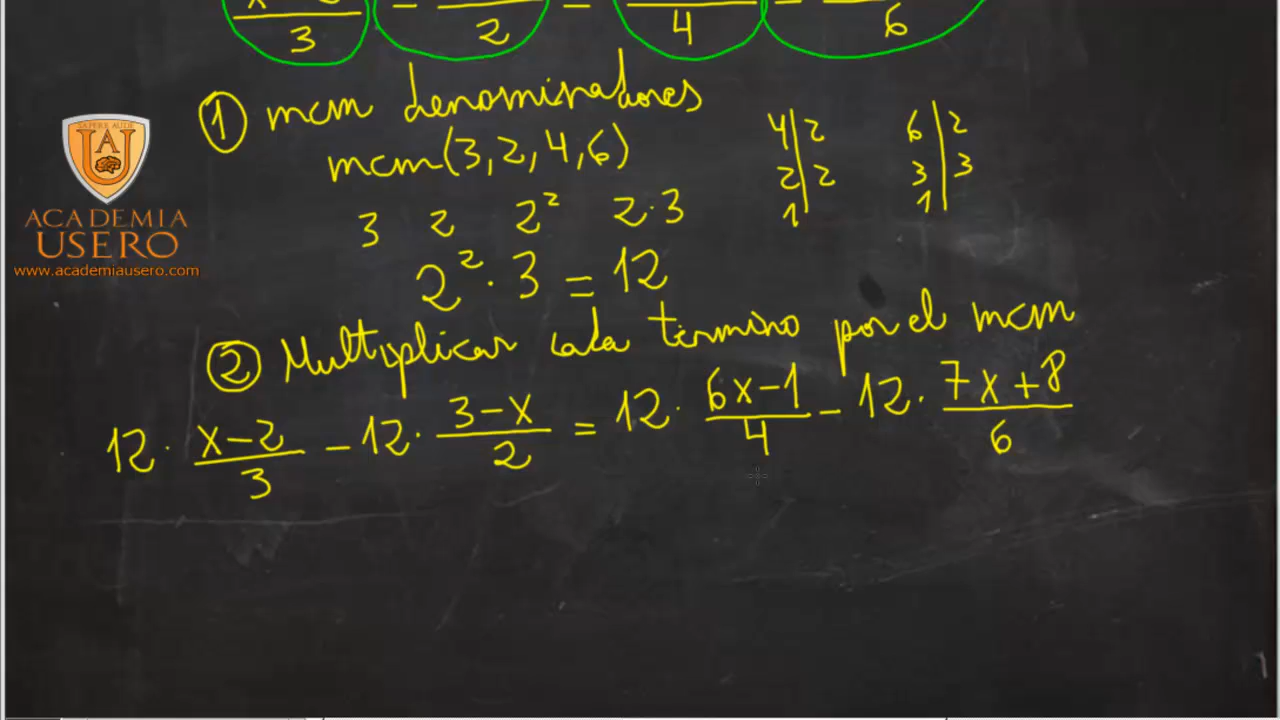 3 - 2 = 4 - 6
① mcm denominadores
mcm(3,2,4,6)
3 2 2² 2·3
2²·3 = 12
4|2 6|2
2|2 3|3
1| 1|
② Multiplicar cada término por el mcm
12·(x-2)/3 - 12·(3-x)/2 = 12·(6x-1)/4 - 12·(7x+8)/6
SAPERE AUDE
UA
ACADEMIA
USERO
www.academiausero.com